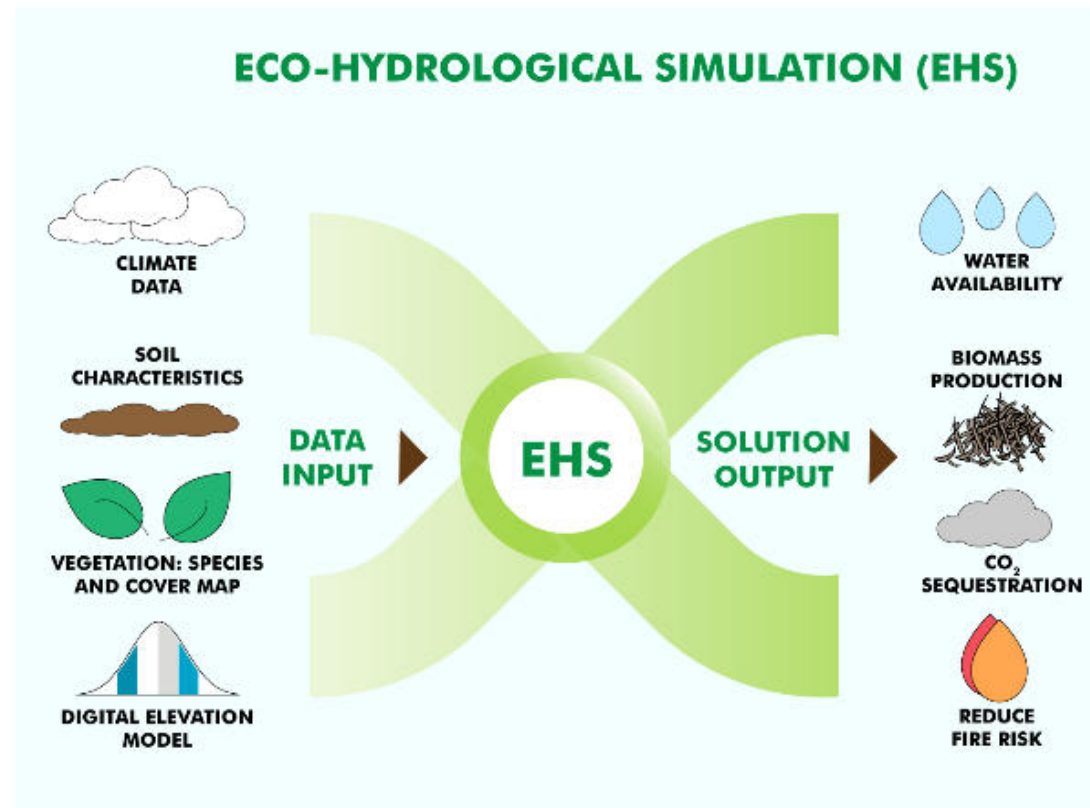 ECO-HYDROLOGICAL SIMULATION (EHS)
CLIMATE
DATA
SOIL
CHARACTERISTICS
VEGETATION: SPECIES
AND COVER MAP
DIGITAL ELEVATION
MODEL
DATA
INPUT
EHS
SOLUTION
OUTPUT
WATER
AVAILABILITY
BIOMASS
PRODUCTION
CO₂
SEQUESTRATION
REDUCE
FIRE RISK